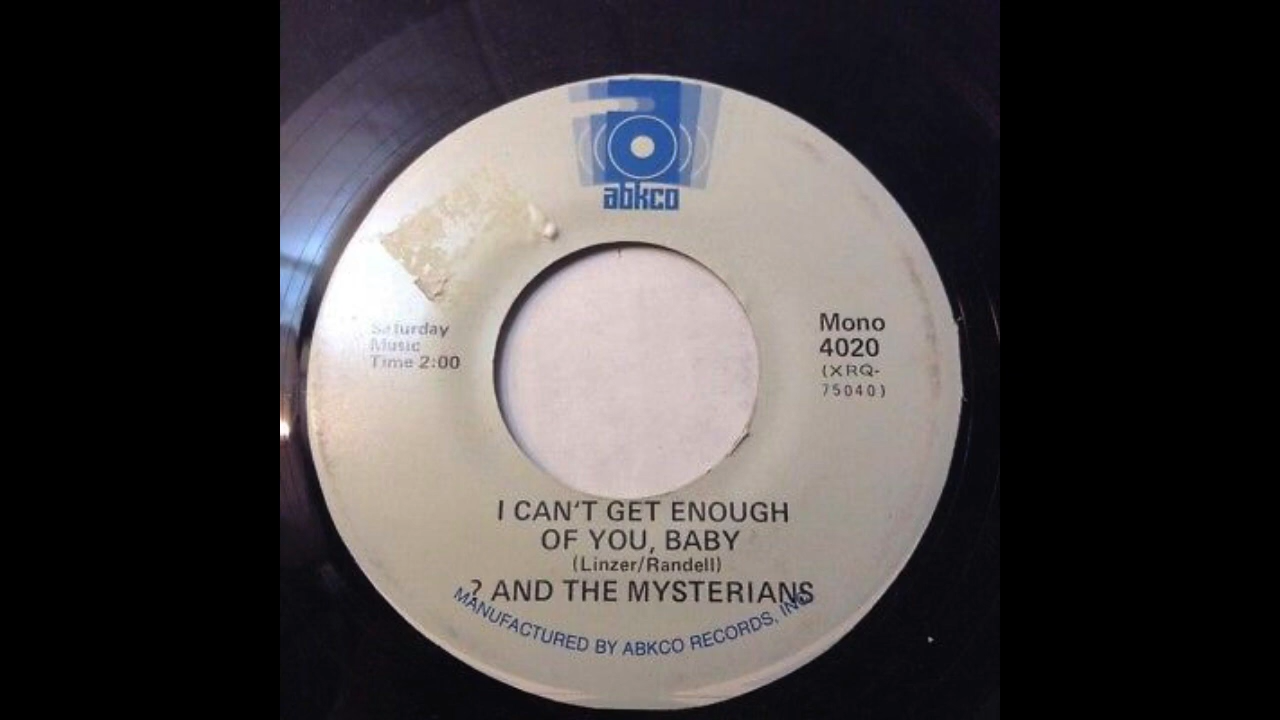 abkco
Saturday
Music
Time 2:00
Mono
4020
(XRQ-
75040)
I CAN'T GET ENOUGH
OF YOU, BABY
(Linzer/Randell)
? AND THE MYSTERIANS
MANUFACTURED BY ABKCO RECORDS, INC.